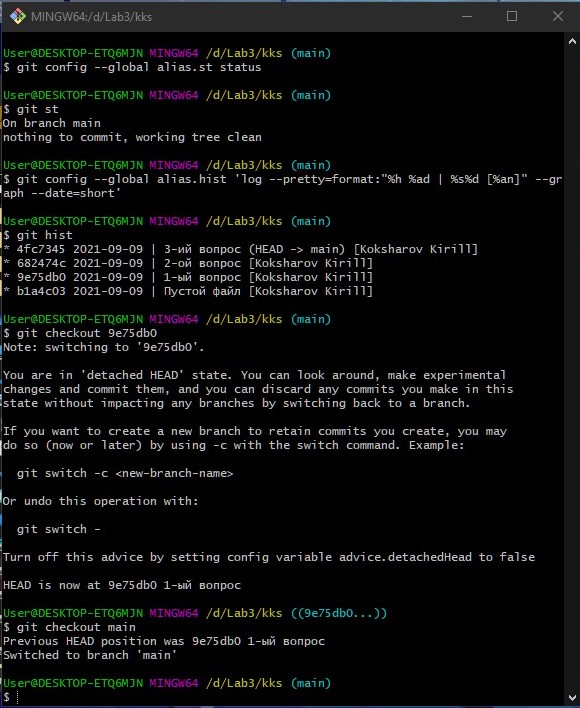 MINGW64:/d/Lab3/kks
User@DESKTOP-ETQ6MJN MINGW64 /d/Lab3/kks (main)
$ git config --global alias.st status
User@DESKTOP-ETQ6MJN MINGW64 /d/Lab3/kks (main)
$ git st
On branch main
nothing to commit, working tree clean
User@DESKTOP-ETQ6MJN MINGW64 /d/Lab3/kks (main)
$ git config --global alias.hist 'log --pretty=format:"%h %ad | %s%d [%an]" --gr
aph --date=short'
User@DESKTOP-ETQ6MJN MINGW64 /d/Lab3/kks (main)
$ git hist
* 4fc7345 2021-09-09 | 3-ий вопрос (HEAD -> main) [Koksharov Kirill]
* 682474c 2021-09-09 | 2-ой вопрос [Koksharov Kirill]
* 9e75db0 2021-09-09 | 1-ый вопрос [Koksharov Kirill]
* b1a4c03 2021-09-09 | Пустой файл [Koksharov Kirill]
User@DESKTOP-ETQ6MJN MINGW64 /d/Lab3/kks (main)
$ git checkout 9e75db0
Note: switching to '9e75db0'.
You are in 'detached HEAD' state. You can look around, make experimental
changes and commit them, and you can discard any commits you make in this
state without impacting any branches by switching back to a branch.
If you want to create a new branch to retain commits you create, you may
do so (now or later) by using -c with the switch command. Example:
git switch -c <new-branch-name>
Or undo this operation with:
git switch -
Turn off this advice by setting config variable advice.detachedHead to false
HEAD is now at 9e75db0 1-ый вопрос
User@DESKTOP-ETQ6MJN MINGW64 /d/Lab3/kks ((9e75db0...))
$ git checkout main
Previous HEAD position was 9e75db0 1-ый вопрос
Switched to branch 'main'
User@DESKTOP-ETQ6MJN MINGW64 /d/Lab3/kks (main)
$